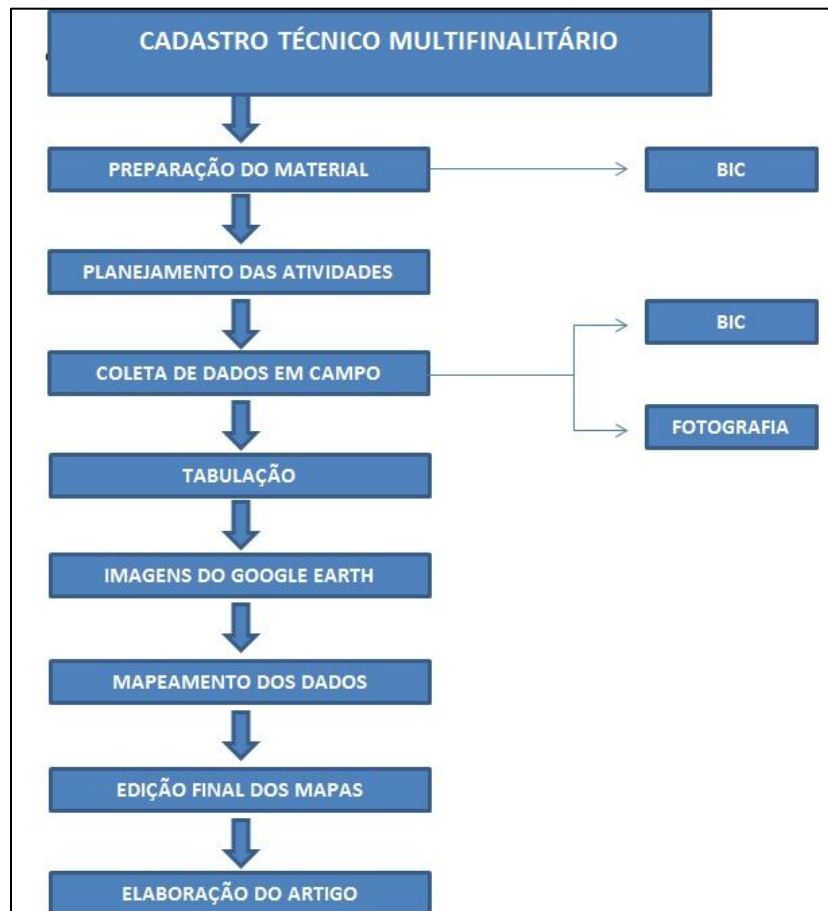 CADASTRO TÉCNICO MULTIFINALITÁRIO
PREPARAÇÃO DO MATERIAL
BIC
PLANEJAMENTO DAS ATIVIDADES
BIC
COLETA DE DADOS EM CAMPO
FOTOGRAFIA
TABULAÇÃO
IMAGENS DO GOOGLE EARTH
MAPEAMENTO DOS DADOS
EDIÇÃO FINAL DOS MAPAS
ELABORAÇÃO DO ARTIGO